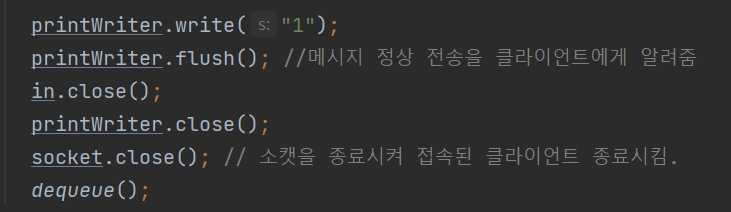 printWriter.write( s: "1");
printWriter.flush(); //메시지 정상 전송을 클라이언트에게 알려줌
in.close();
printWriter.close();
socket.close(); // 소캣을 종료시켜 접속된 클라이언트 종료시킴.
dequeue();